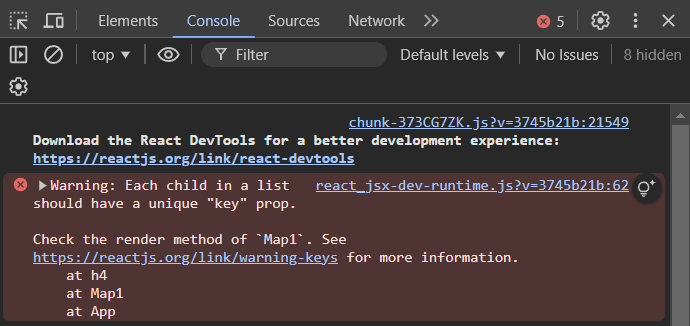 Elements Console Sources Network 5
top Filter Default levels No Issues 8 hidden
chunk-373CG7ZK.js?v=3745b21b:21549
Download the React DevTools for a better development experience:
https://reactjs.org/link/react-devtools
Warning: Each child in a list react_jsx-dev-runtime.js?v=3745b21b:62
should have a unique "key" prop.
Check the render method of `Map1`. See
https://reactjs.org/link/warning-keys for more information.
at h4
at Map1
at App